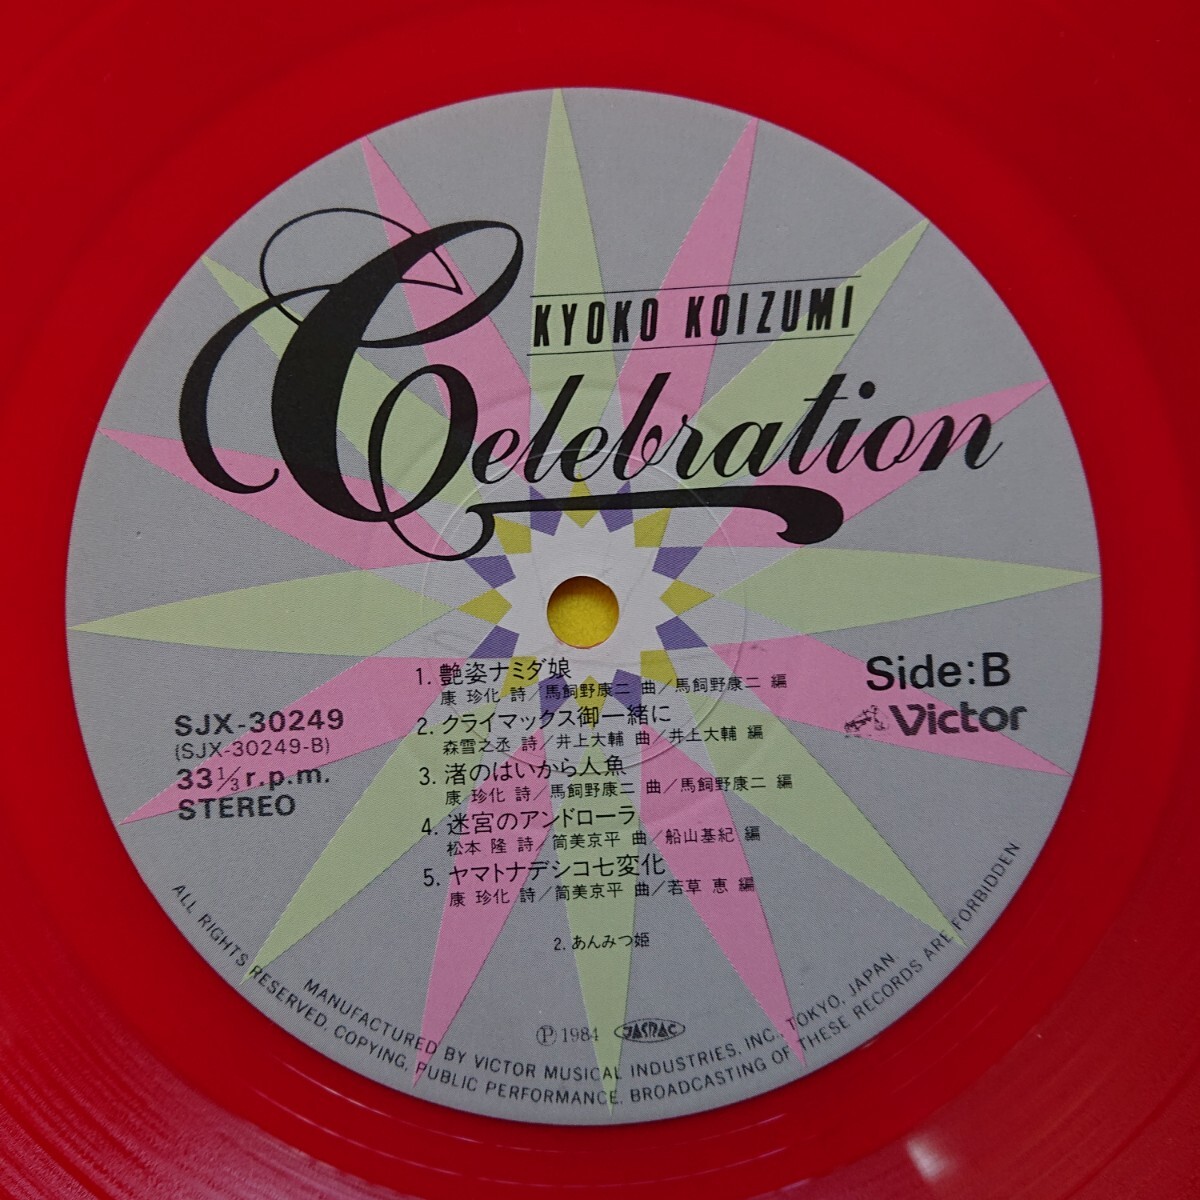 KYOKO KOIZUMI
Celebration
Side:B
Victor
SJX-30249
(SJX-30249-B)
33⅓ r.p.m.
STEREO
1. 艶姿ナミダ娘
康 珍化 詩/馬飼野康二 曲/馬飼野康二 編
2. クライマックス御一緒に
森雪之丞 詩/井上大輔 曲/井上大輔 編
3. 渚のはいから人魚
康 珍化 詩/馬飼野康二 曲/馬飼野康二 編
4. 迷宮のアンドローラ
松本 隆 詩/筒美京平 曲/船山基紀 編
5. ヤマトナデシコ七変化
康 珍化 詩/筒美京平 曲/若草 恵 編
2. あんみつ姫
Ⓟ1984 JASRAC
MANUFACTURED BY VICTOR MUSICAL INDUSTRIES, INC., TOKYO, JAPAN
ALL RIGHTS RESERVED. COPYING, PUBLIC PERFORMANCE, BROADCASTING OF THESE RECORDS ARE FORBIDDEN